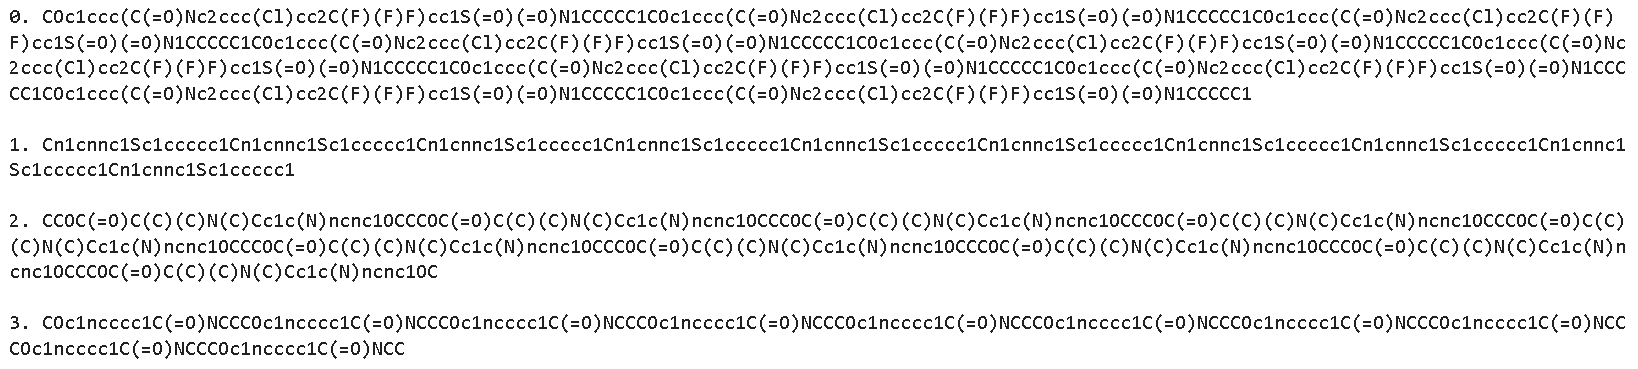 0. COc1ccc(C(=O)Nc2ccc(Cl)cc2C(F)(F)F)cc1S(=O)(=O)N1CCCCC1COc1ccc(C(=O)Nc2ccc(Cl)cc2C(F)(F)F)cc1S(=O)(=O)N1CCCCC1COc1ccc(C(=O)Nc2ccc(Cl)cc2C(F)(F)
F)cc1S(=O)(=O)N1CCCCC1COc1ccc(C(=O)Nc2ccc(Cl)cc2C(F)(F)F)cc1S(=O)(=O)N1CCCCC1COc1ccc(C(=O)Nc2ccc(Cl)cc2C(F)(F)F)cc1S(=O)(=O)N1CCCCC1COc1ccc(C(=O)Nc
2ccc(Cl)cc2C(F)(F)F)cc1S(=O)(=O)N1CCCCC1COc1ccc(C(=O)Nc2ccc(Cl)cc2C(F)(F)F)cc1S(=O)(=O)N1CCCCC1COc1ccc(C(=O)Nc2ccc(Cl)cc2C(F)(F)F)cc1S(=O)(=O)N1CCC
CC1COc1ccc(C(=O)Nc2ccc(Cl)cc2C(F)(F)F)cc1S(=O)(=O)N1CCCCC1COc1ccc(C(=O)Nc2ccc(Cl)cc2C(F)(F)F)cc1S(=O)(=O)N1CCCCC1
1. Cn1cnnc1Sc1ccccc1Cn1cnnc1Sc1ccccc1Cn1cnnc1Sc1ccccc1Cn1cnnc1Sc1ccccc1Cn1cnnc1Sc1ccccc1Cn1cnnc1Sc1ccccc1Cn1cnnc1Sc1ccccc1Cn1cnnc1Sc1ccccc1Cn1cnnc1
Sc1ccccc1Cn1cnnc1Sc1ccccc1
2. CCOC(=O)C(C)(C)N(C)Cc1c(N)ncnc1OCCCOC(=O)C(C)(C)N(C)Cc1c(N)ncnc1OCCCOC(=O)C(C)(C)N(C)Cc1c(N)ncnc1OCCCOC(=O)C(C)(C)N(C)Cc1c(N)ncnc1OCCCOC(=O)C(C)
(C)N(C)Cc1c(N)ncnc1OCCCOC(=O)C(C)(C)N(C)Cc1c(N)ncnc1OCCCOC(=O)C(C)(C)N(C)Cc1c(N)ncnc1OCCCOC(=O)C(C)(C)N(C)Cc1c(N)ncnc1OCCCOC(=O)C(C)(C)N(C)Cc1c(N)n
cnc1OCCCOC(=O)C(C)(C)N(C)Cc1c(N)ncnc1OC
3. COc1ncccc1C(=O)NCCCOc1ncccc1C(=O)NCCCOc1ncccc1C(=O)NCCCOc1ncccc1C(=O)NCCCOc1ncccc1C(=O)NCCCOc1ncccc1C(=O)NCCCOc1ncccc1C(=O)NCCCOc1ncccc1C(=O)NCC
COc1ncccc1C(=O)NCCCOc1ncccc1C(=O)NCC